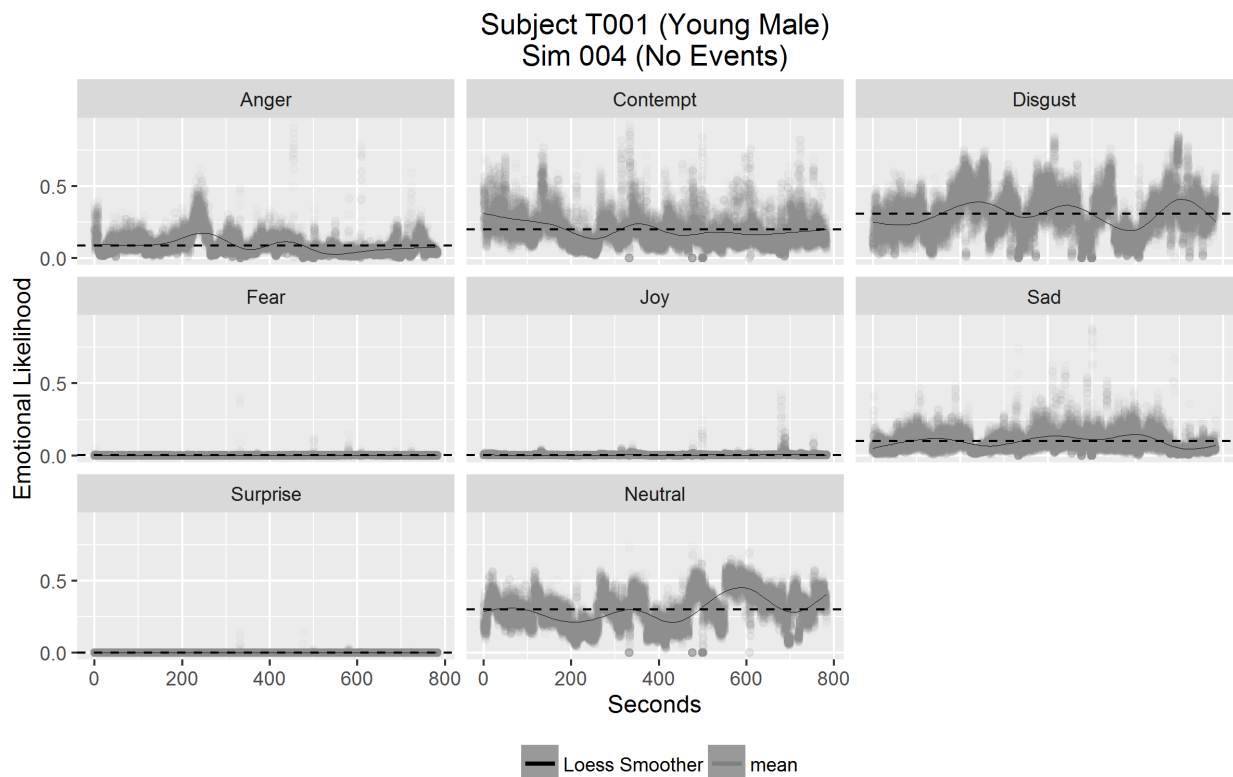 Subject T001 (Young Male)
Sim 004 (No Events)
Anger
Contempt
Disgust
0.5
0.0
Fear
Joy
Sad
0.5
0.0
Surprise
Neutral
0.5
0.0
0
200
400
600
800
0
200
400
600
800
Emotional Likelihood
Seconds
Loess Smoother
mean